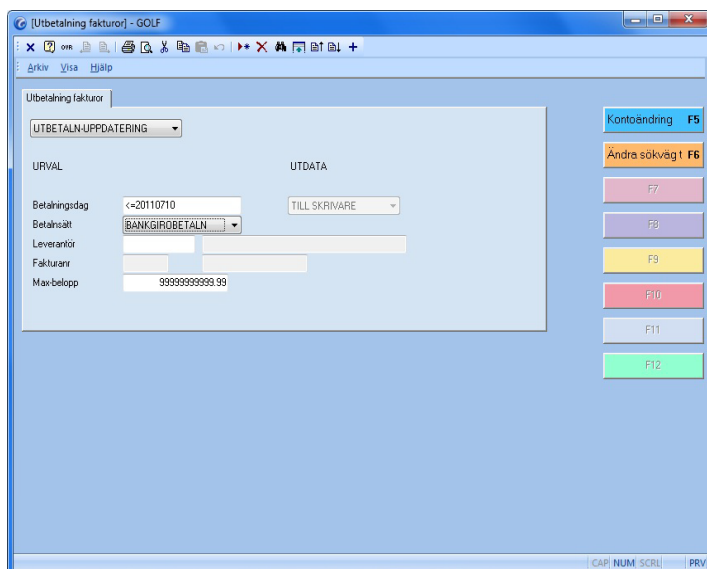 [Utbetalning fakturor] - GOLF
OVR
Arkiv Visa Hjälp
Utbetalning fakturor
UTBETALN-UPPDATERING
URVAL UTDATA
Betalningsdag <=20110710 TILL SKRIVARE
Betalnsätt BANKGIROBETALN
Leverantör
Fakturanr
Max-belopp 99999999999.99
Kontoändring F5
Ändra sökväg t F6
F7
F8
F9
F10
F11
F12
CAP NUM SCRL PRV